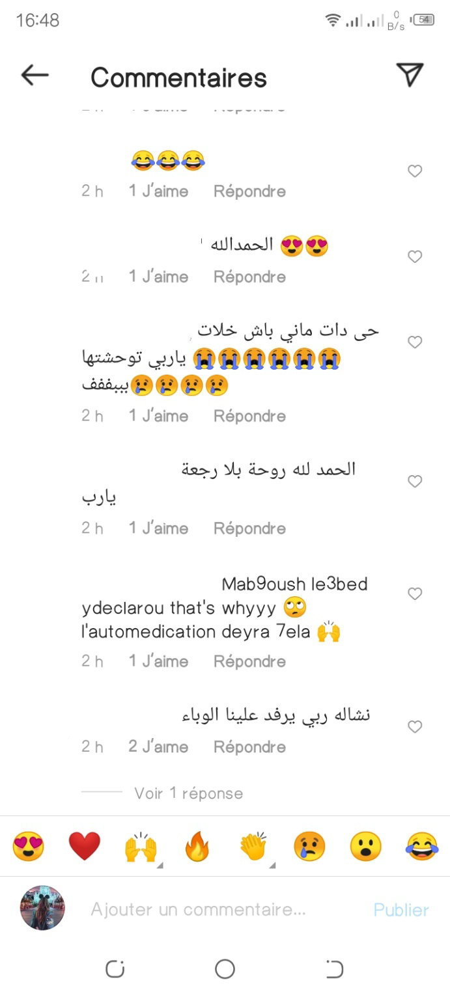 16:48
0
B/s
54
Commentaires
😂😂😂
2 h 1 J'aime Répondre
الحمدالله 😍😍
2 1 J'aime Répondre
حى دات ماني باش خلات
ياربي توحشتها 😭😭😭😭😭😭
بيبففف😢😢😢😢
2 h 1 J'aime Répondre
الحمد لله روحة بلا رجعة
يارب
2 h 1 J'aime Répondre
Mab9oush le3bed
ydeclarou that's whyyy 🙄
l'automedication deyra 7ela 🙌
2 h 1 J'aime Répondre
نشاله ربي يرفد علينا الوباء
2 h 2 J'aime Répondre
Voir 1 réponse
😍 ❤️ 🙌 🔥 👏 😢 😮 😂
Ajouter un commentaire... Publier